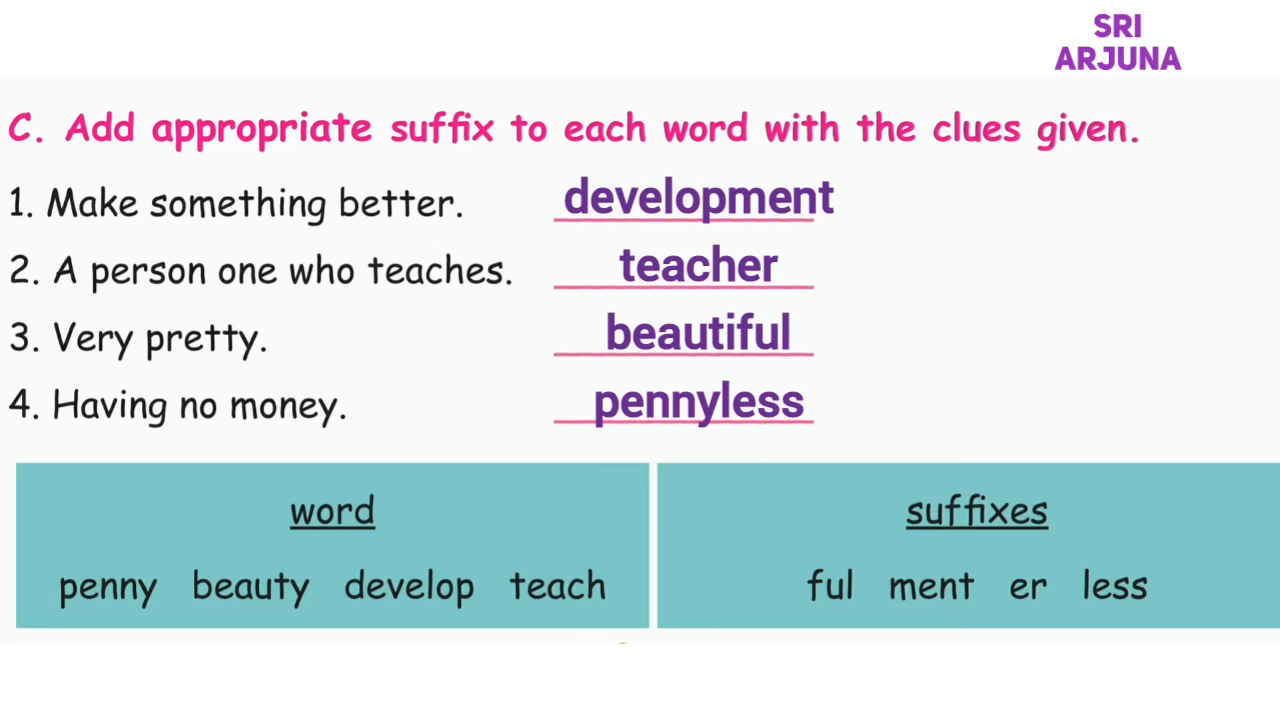 SRI
ARJUNA
C. Add appropriate suffix to each word with the clues given.
1. Make something better. development
2. A person one who teaches. teacher
3. Very pretty. beautiful
4. Having no money. pennyless
word suffixes
penny beauty develop teach ful ment er less